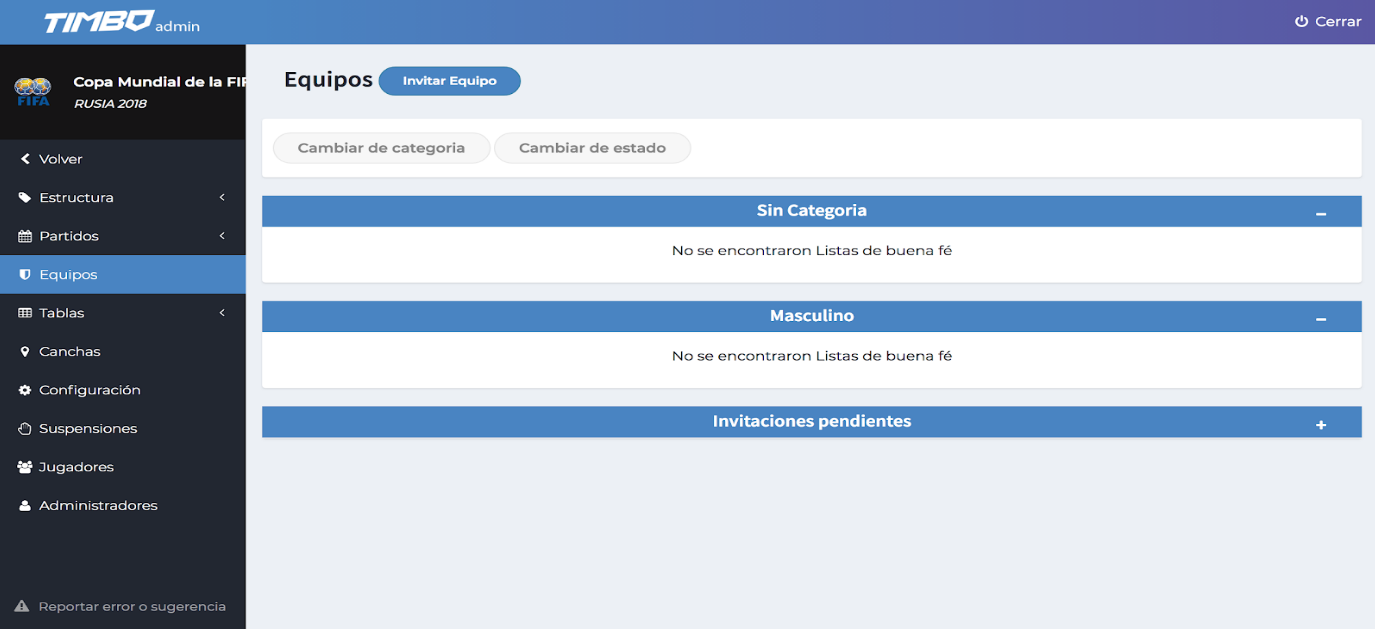 TIMBO admin
Cerrar
FIFA
Copa Mundial de la FIF
RUSIA 2018
Volver
Estructura
Partidos
Equipos
Tablas
Canchas
Configuración
Suspensiones
Jugadores
Administradores
Reportar error o sugerencia
Equipos
Invitar Equipo
Cambiar de categoria
Cambiar de estado
Sin Categoria
No se encontraron Listas de buena fé
Masculino
No se encontraron Listas de buena fé
Invitaciones pendientes